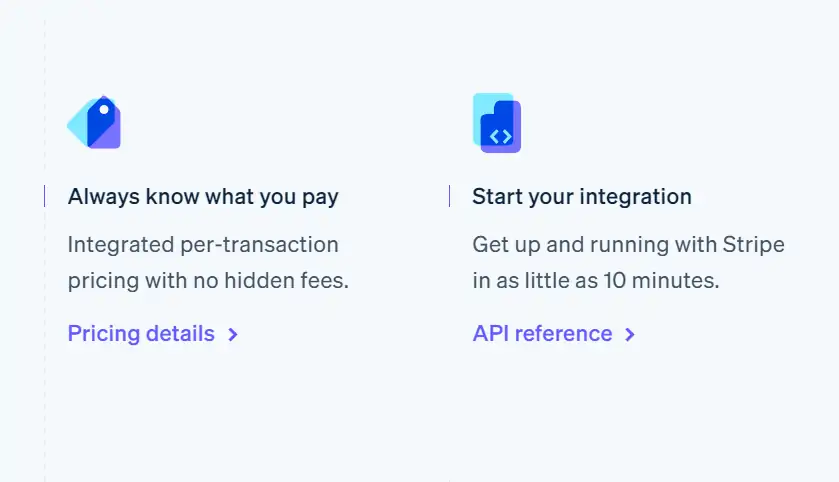 Always know what you pay
Integrated per-transaction
pricing with no hidden fees.
Pricing details
Start your integration
Get up and running with Stripe
in as little as 10 minutes.
API reference